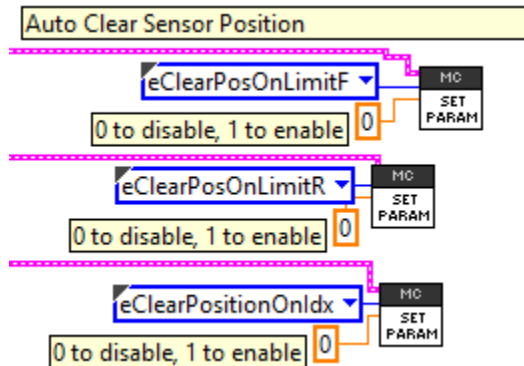 Auto Clear Sensor Position
eClearPosOnLimitF
MC
SET
PARAM
0 to disable, 1 to enable
0
eClearPosOnLimitR
MC
SET
PARAM
0 to disable, 1 to enable
0
eClearPositionOnIdx
MC
SET
PARAM
0 to disable, 1 to enable
0